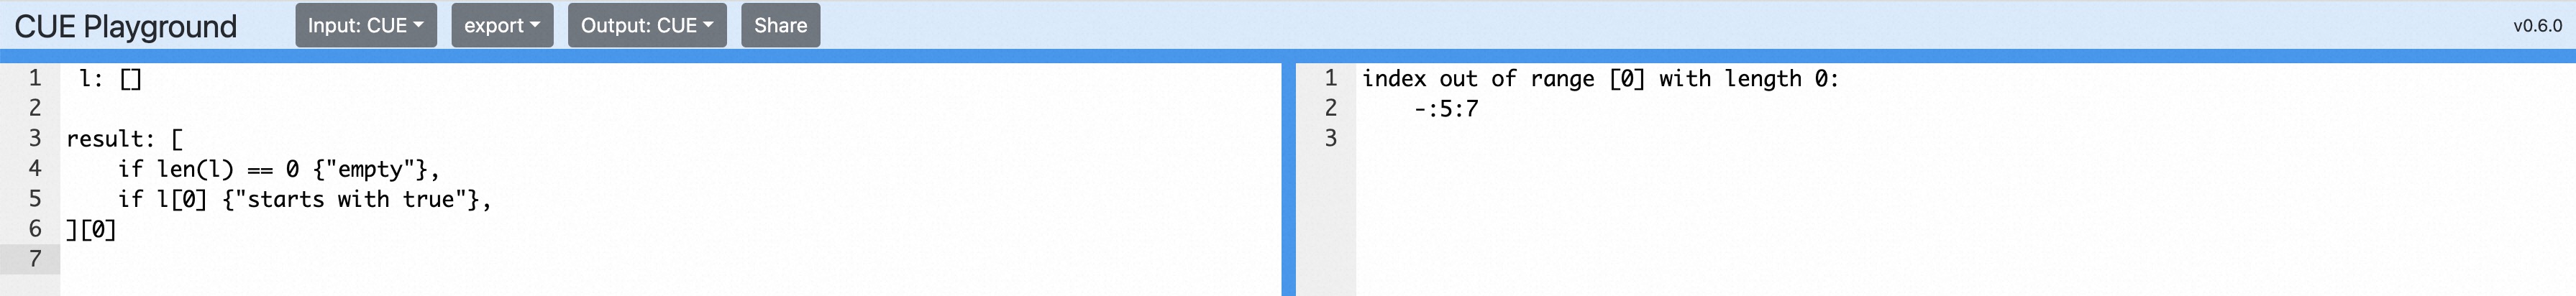 CUE Playground Input: CUE export Output: CUE Share v0.6.0
1 l: []
2
3 result: [
4 if len(l) == 0 {"empty"},
5 if l[0] {"starts with true"},
6 ][0]
7
1 index out of range [0] with length 0:
2 -:5:7
3